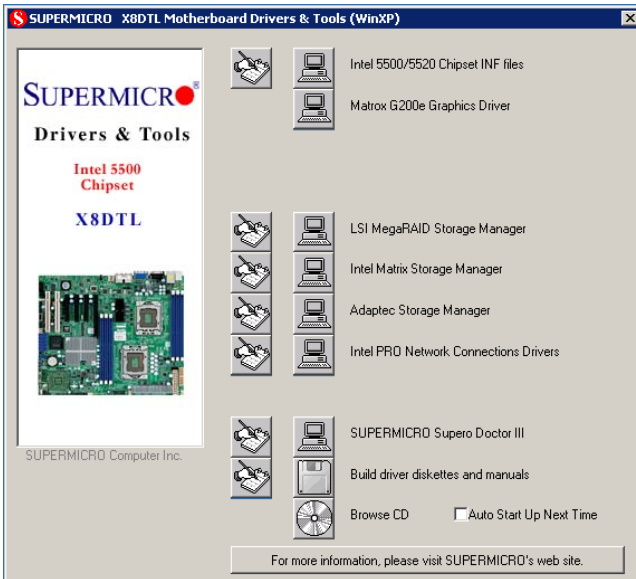 SUPERMICRO X8DTL Motherboard Drivers & Tools (WinXP)
SUPERMICRO®
Drivers & Tools
Intel 5500
Chipset
X8DTL
SUPERMICRO Computer Inc.
Intel 5500/5520 Chipset INF files
Matrox G200e Graphics Driver
LSI MegaRAID Storage Manager
Intel Matrix Storage Manager
Adaptec Storage Manager
Intel PRO Network Connections Drivers
SUPERMICRO Supero Doctor III
Build driver diskettes and manuals
Browse CD Auto Start Up Next Time
For more information, please visit SUPERMICRO's web site.